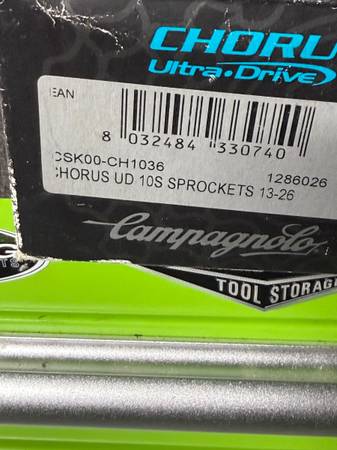 CHORU
Ultra•Drive
EAN
8 032484 330740
CSK00-CH1036 1286026
CHORUS UD 10S SPROCKETS 13-26
Campagnolo
TOOL STORAGE